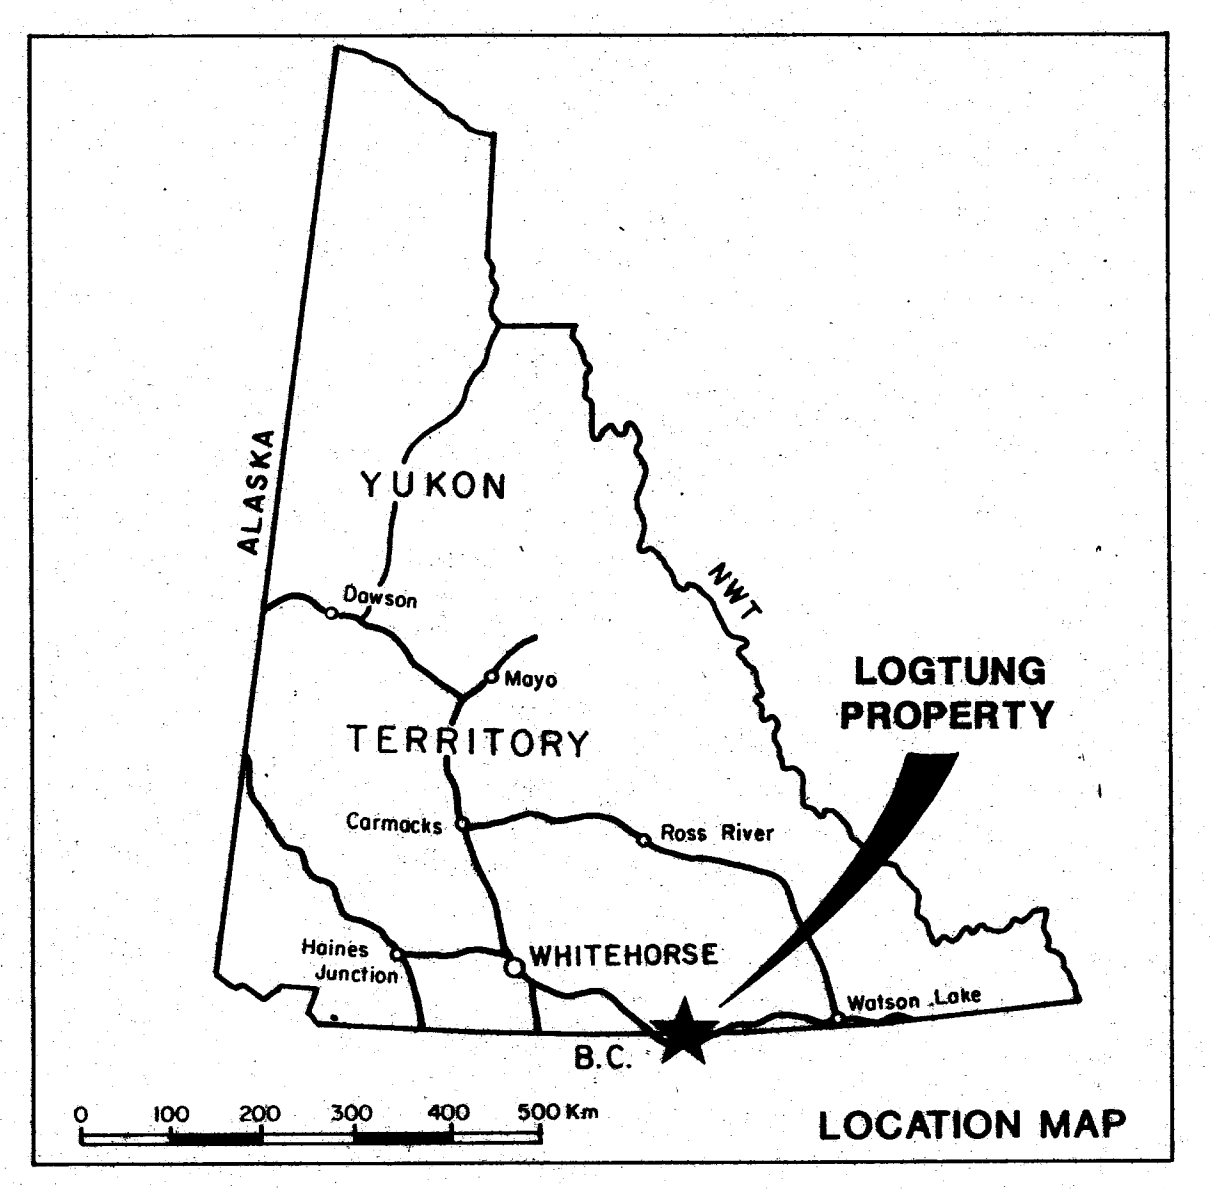 YUKON
ALASKA
Dawson
NWT
Mayo
LOGTUNG
PROPERTY
TERRITORY
Carmacks
Ross River
Haines
Junction
WHITEHORSE
Watson Lake
B.C.
0 100 200 300 400 500 Km
LOCATION MAP